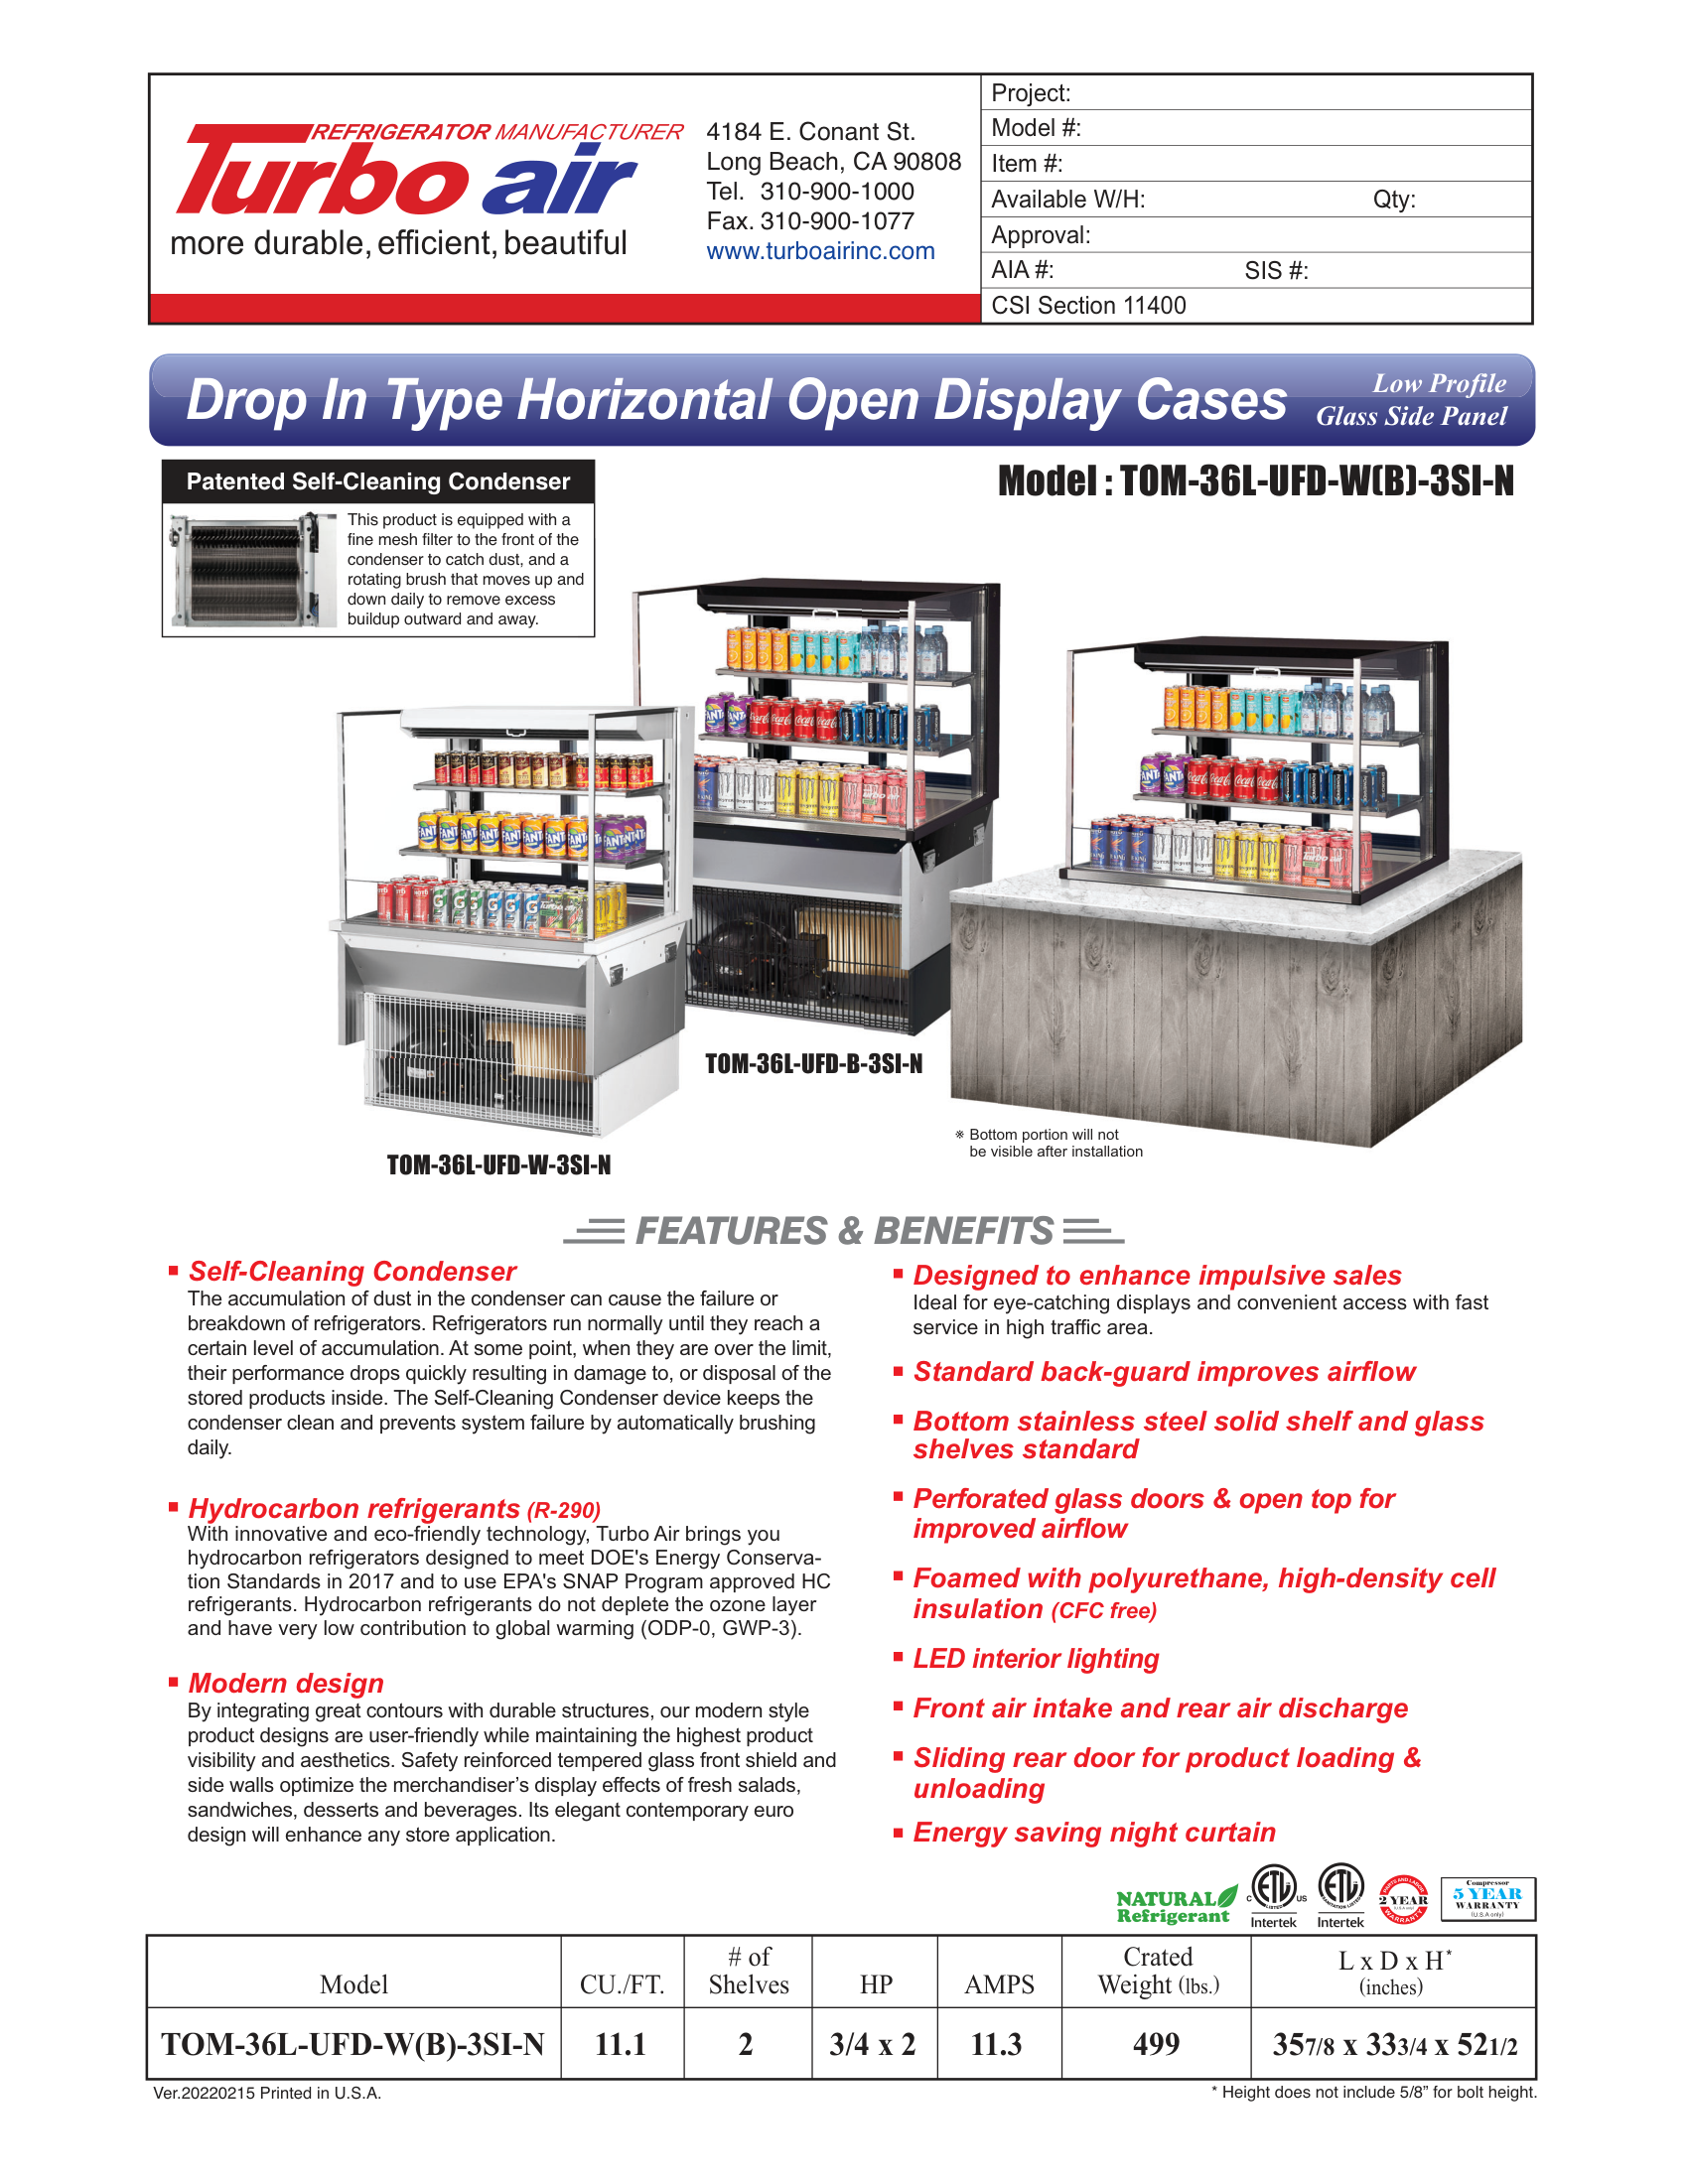 REFRIGERATOR MANUFACTURER
Turbo air
more durable, efficient, beautiful
4184 E. Conant St.
Long Beach, CA 90808
Tel. 310-900-1000
Fax. 310-900-1077
www.turboairinc.com
Project:
Model #:
Item #:
Available W/H: Qty:
Approval:
AIA #: SIS #:
CSI Section 11400
Drop In Type Horizontal Open Display Cases
Low Profile
Glass Side Panel
Patented Self-Cleaning Condenser
This product is equipped with a
fine mesh filter to the front of the
condenser to catch dust, and a
rotating brush that moves up and
down daily to remove excess
buildup outward and away.
Model : TOM-36L-UFD-W(B)-3SI-N
TOM-36L-UFD-B-3SI-N
※ Bottom portion will not
be visible after installation
TOM-36L-UFD-W-3SI-N
FEATURES & BENEFITS
▪ Self-Cleaning Condenser
The accumulation of dust in the condenser can cause the failure or
breakdown of refrigerators. Refrigerators run normally until they reach a
certain level of accumulation. At some point, when they are over the limit,
their performance drops quickly resulting in damage to, or disposal of the
stored products inside. The Self-Cleaning Condenser device keeps the
condenser clean and prevents system failure by automatically brushing
daily.
▪ Hydrocarbon refrigerants (R-290)
With innovative and eco-friendly technology, Turbo Air brings you
hydrocarbon refrigerators designed to meet DOE's Energy Conserva-
tion Standards in 2017 and to use EPA's SNAP Program approved HC
refrigerants. Hydrocarbon refrigerants do not deplete the ozone layer
and have very low contribution to global warming (ODP-0, GWP-3).
▪ Modern design
By integrating great contours with durable structures, our modern style
product designs are user-friendly while maintaining the highest product
visibility and aesthetics. Safety reinforced tempered glass front shield and
side walls optimize the merchandiser's display effects of fresh salads,
sandwiches, desserts and beverages. Its elegant contemporary euro
design will enhance any store application.
▪ Designed to enhance impulsive sales
Ideal for eye-catching displays and convenient access with fast
service in high traffic area.
▪ Standard back-guard improves airflow
▪ Bottom stainless steel solid shelf and glass
shelves standard
▪ Perforated glass doors & open top for
improved airflow
▪ Foamed with polyurethane, high-density cell
insulation (CFC free)
▪ LED interior lighting
▪ Front air intake and rear air discharge
▪ Sliding rear door for product loading &
unloading
▪ Energy saving night curtain
NATURAL
Refrigerant
C ETL US
LISTED
Intertek
ETL
SANITATION LISTED
Intertek
PARTS AND LABOR
2 YEAR
(U.S.A only)
WARRANTY
Compressor
5 YEAR
WARRANTY
(U.S.A only)
Model CU./FT. # of Shelves HP AMPS Crated Weight (lbs.) L x D x H* (inches)
TOM-36L-UFD-W(B)-3SI-N 11.1 2 3/4 x 2 11.3 499 357/8 x 333/4 x 521/2
Ver.20220215 Printed in U.S.A.
* Height does not include 5/8” for bolt height.